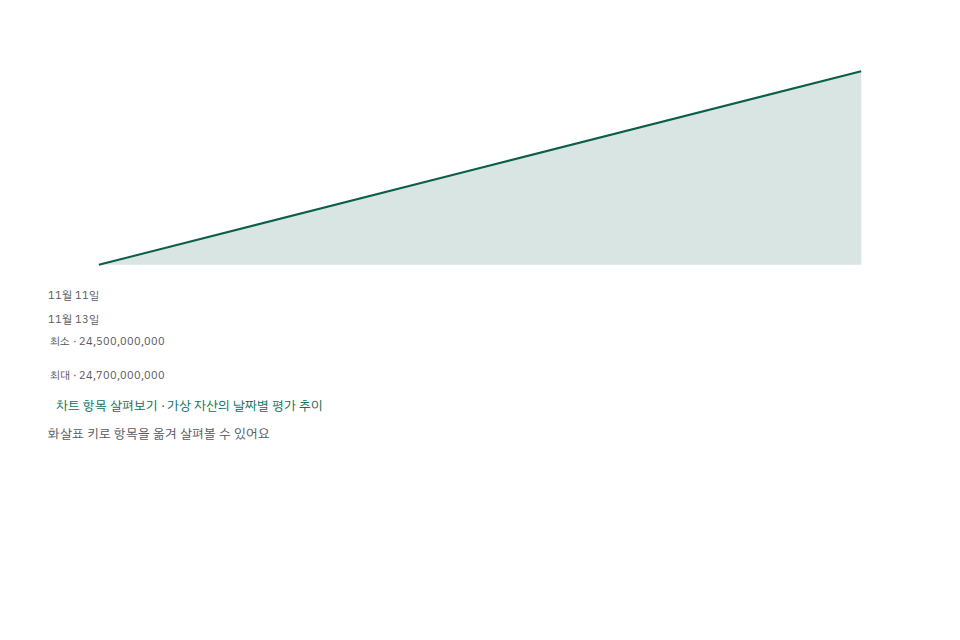 11월 11일
11월 13일
최소 · 24,500,000,000
최대 · 24,700,000,000
차트 항목 살펴보기 · 가상 자산의 날짜별 평가 추이
화살표 키로 항목을 옮겨 살펴볼 수 있어요